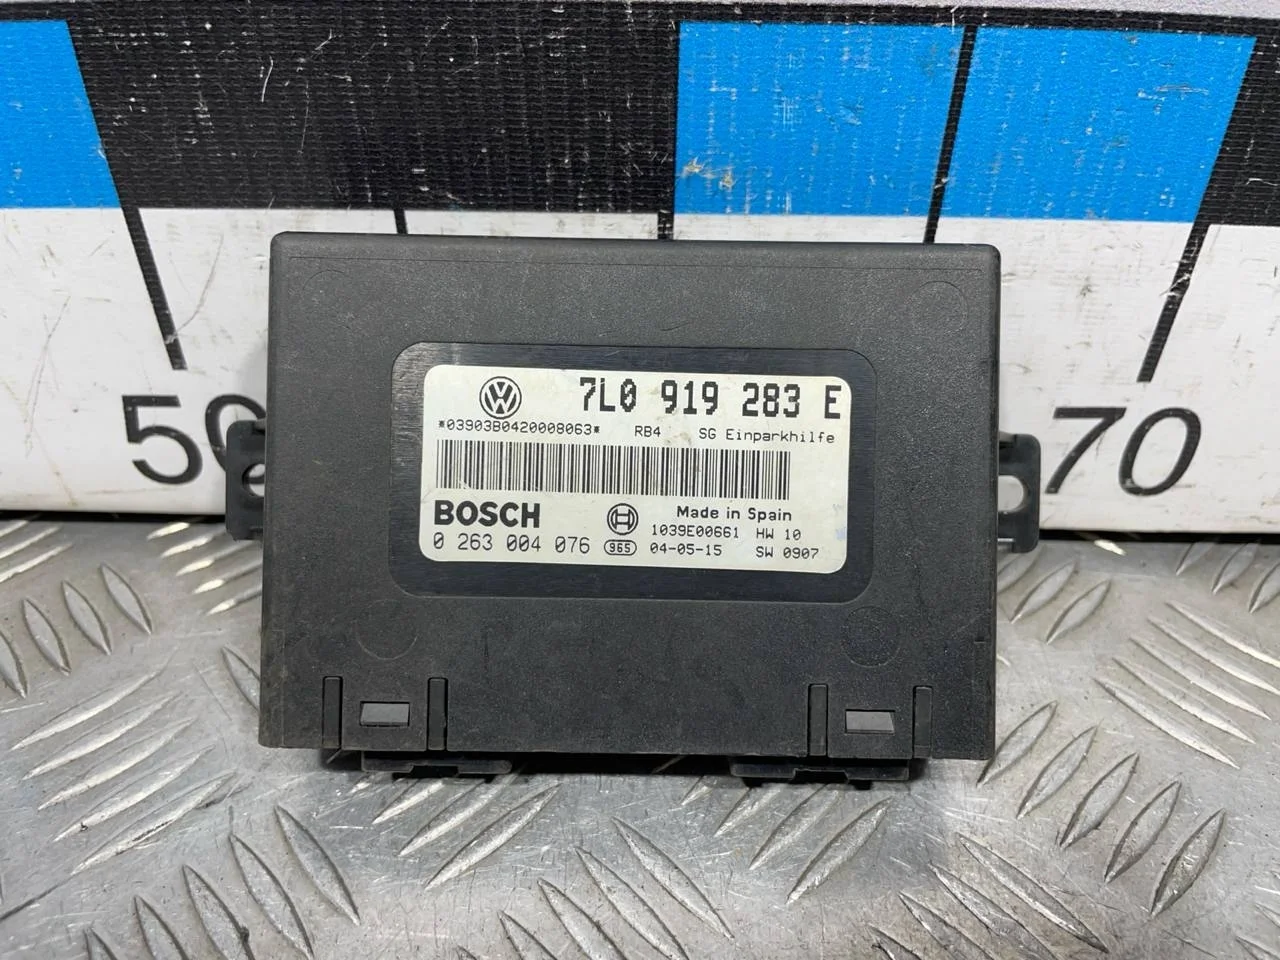 7L0 919 283 E
*03903B0420008063* RB4 SG Einparkhilfe
BOSCH
Made in Spain
1039E00661 HW 10
0 263 004 076 965 04-05-15 SW 0907
50
70